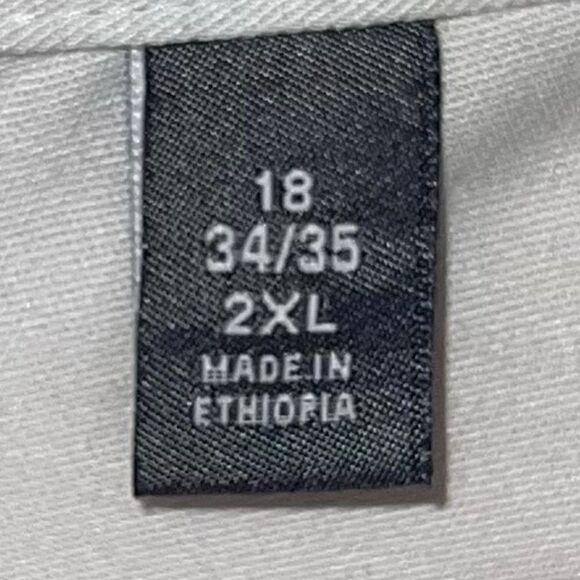 18
34/35
2XL
MADE IN
ETHIOPIA